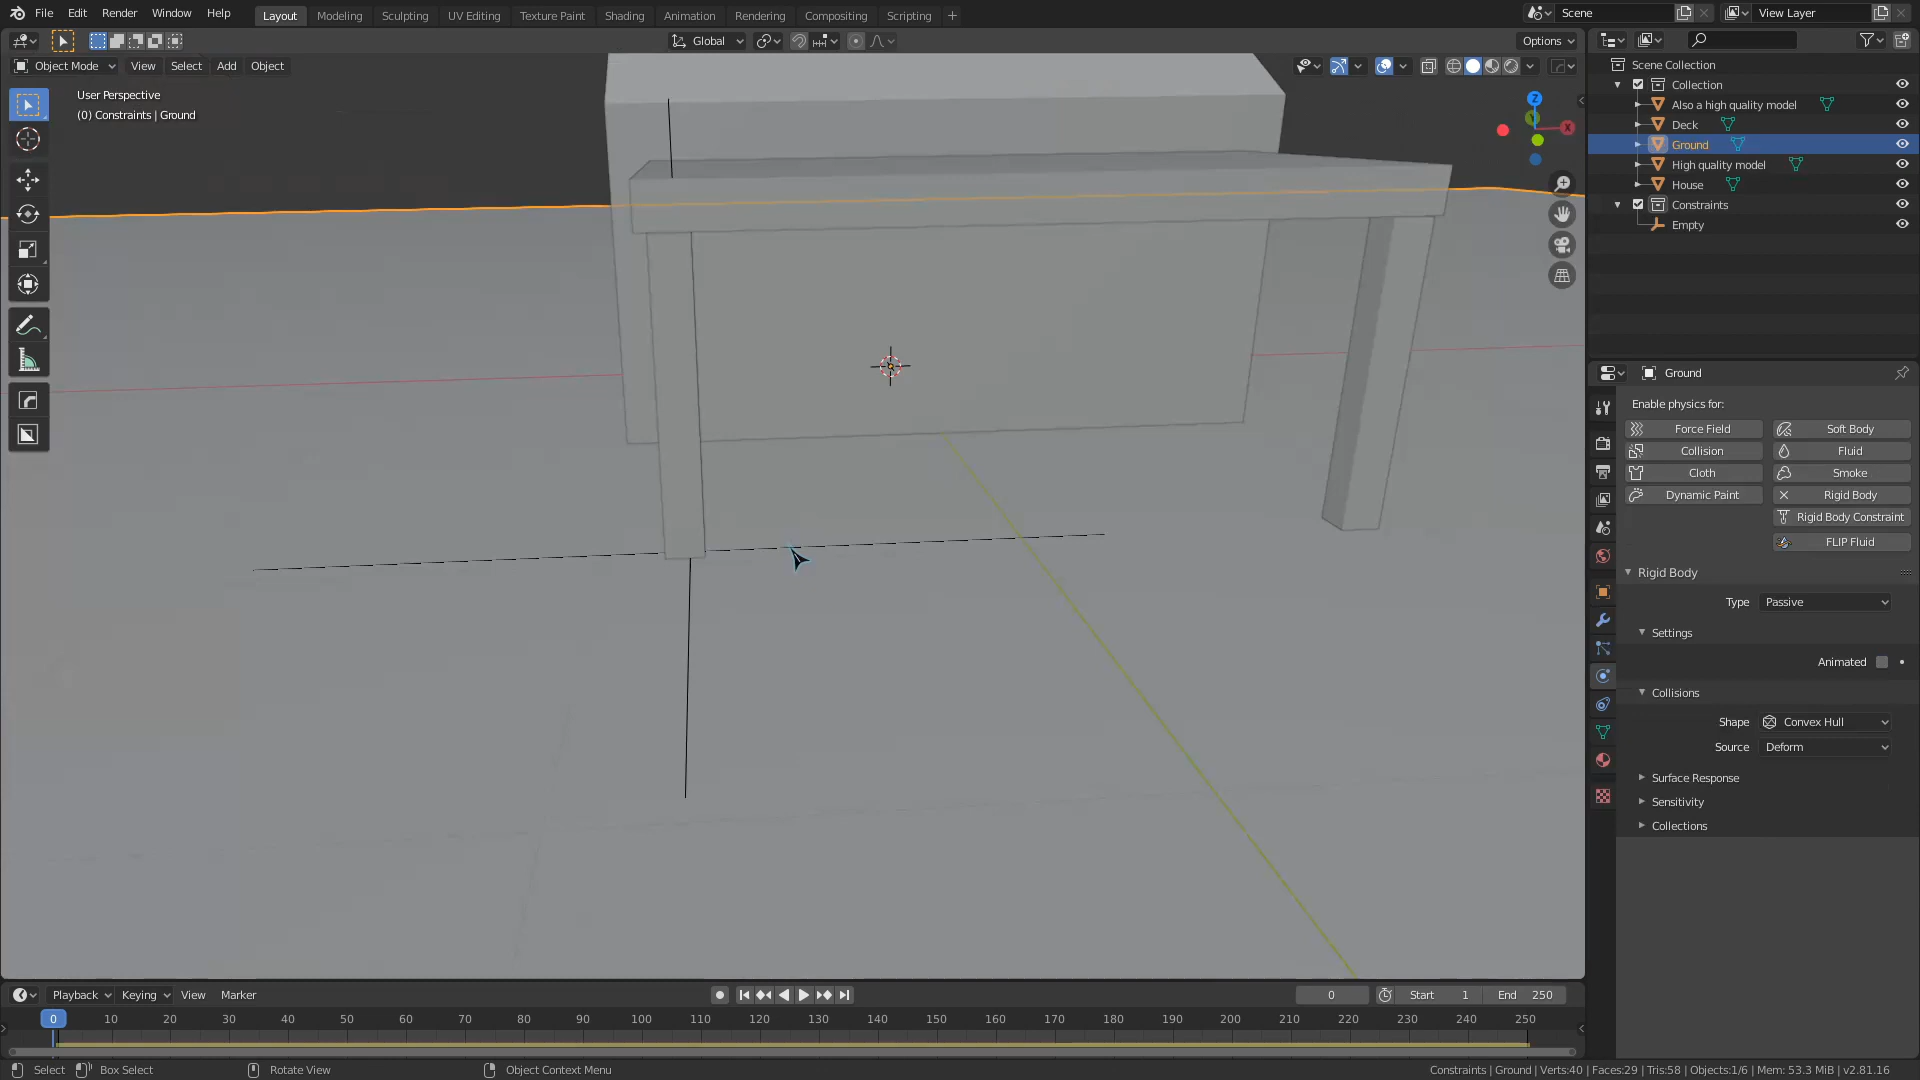 File Edit Render Window Help Layout Modeling Sculpting UV Editing Texture Paint Shading Animation Rendering Compositing Scripting Scene View Layer
Global Options
Object Mode View Select Add Object
User Perspective
(0) Constraints | Ground
Z
Y
X
Scene Collection
Collection
Also a high quality model
Deck
Ground
High quality model
House
Constraints
Empty
Ground
Enable physics for:
Force Field Soft Body
Collision Fluid
Cloth Smoke
Dynamic Paint Rigid Body
Rigid Body Constraint
FLIP Fluid
Rigid Body
Type Passive
Settings
Animated
Collisions
Shape Convex Hull
Source Deform
Surface Response
Sensitivity
Collections
Playback Keying View Marker 0 Start 1 End 250
0 10 20 30 40 50 60 70 80 90 100 110 120 130 140 150 160 170 180 190 200 210 220 230 240 250
Select Box Select Rotate View Object Context Menu Constraints | Ground | Verts:40 | Faces:29 | Tris:58 | Objects:1/6 | Mem: 53.3 MiB | v2.81.16